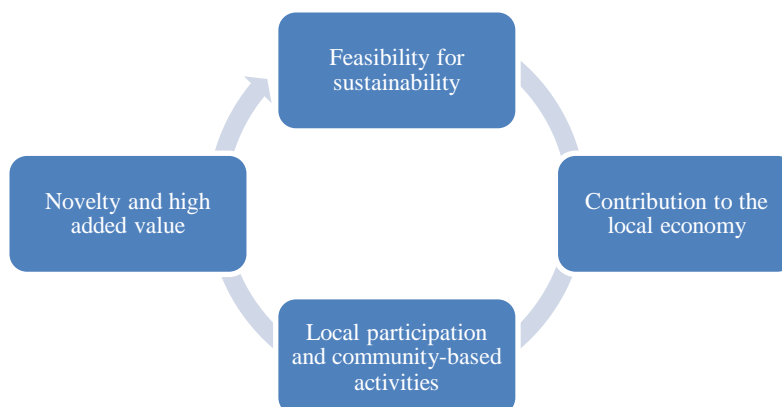 Feasibility for
sustainability
Novelty and high
added value
Contribution to the
local economy
Local participation
and community-based
activities